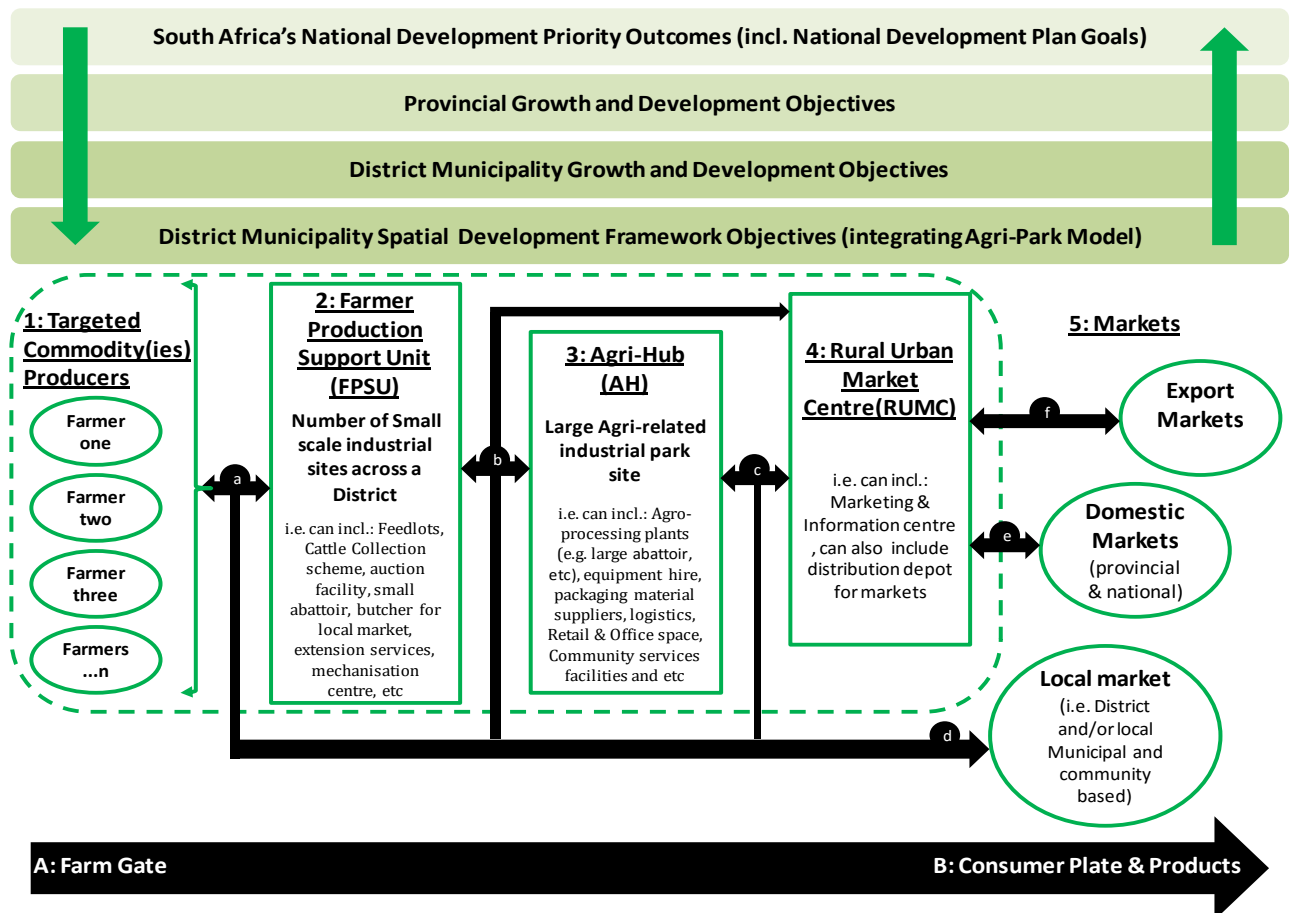 South Africa's National Development Priority Outcomes (incl. National Development Plan Goals)
Provincial Growth and Development Objectives
District Municipality Growth and Development Objectives
District Municipality Spatial Development Framework Objectives (integrating Agri-Park Model)
1: Targeted
Commodity(ies)
Producers
Farmer
one
Farmer
two
Farmer
three
Farmers
...n
a
2: Farmer
Production
Support Unit
(FPSU)
Number of Small
scale industrial
sites across a
District
i.e. can incl.: Feedlots,
Cattle Collection
scheme, auction
facility, small
abattoir, butcher for
local market,
extension services,
mechanisation
centre, etc
b
3: Agri-Hub
(AH)
Large Agri-related
industrial park
site
i.e. can incl.: Agro-
processing plants
(e.g. large abattoir,
etc), equipment hire,
packaging material
suppliers, logistics,
Retail & Office space,
Community services
facilities and etc
c
4: Rural Urban
Market
Centre(RUMC)
i.e. can incl.:
Marketing &
Information centre
, can also include
distribution depot
for markets
5: Markets
f
Export
Markets
e
Domestic
Markets
(provincial
& national)
d
Local market
(i.e. District
and/or local
Municipal and
community
based)
A: Farm Gate
B: Consumer Plate & Products